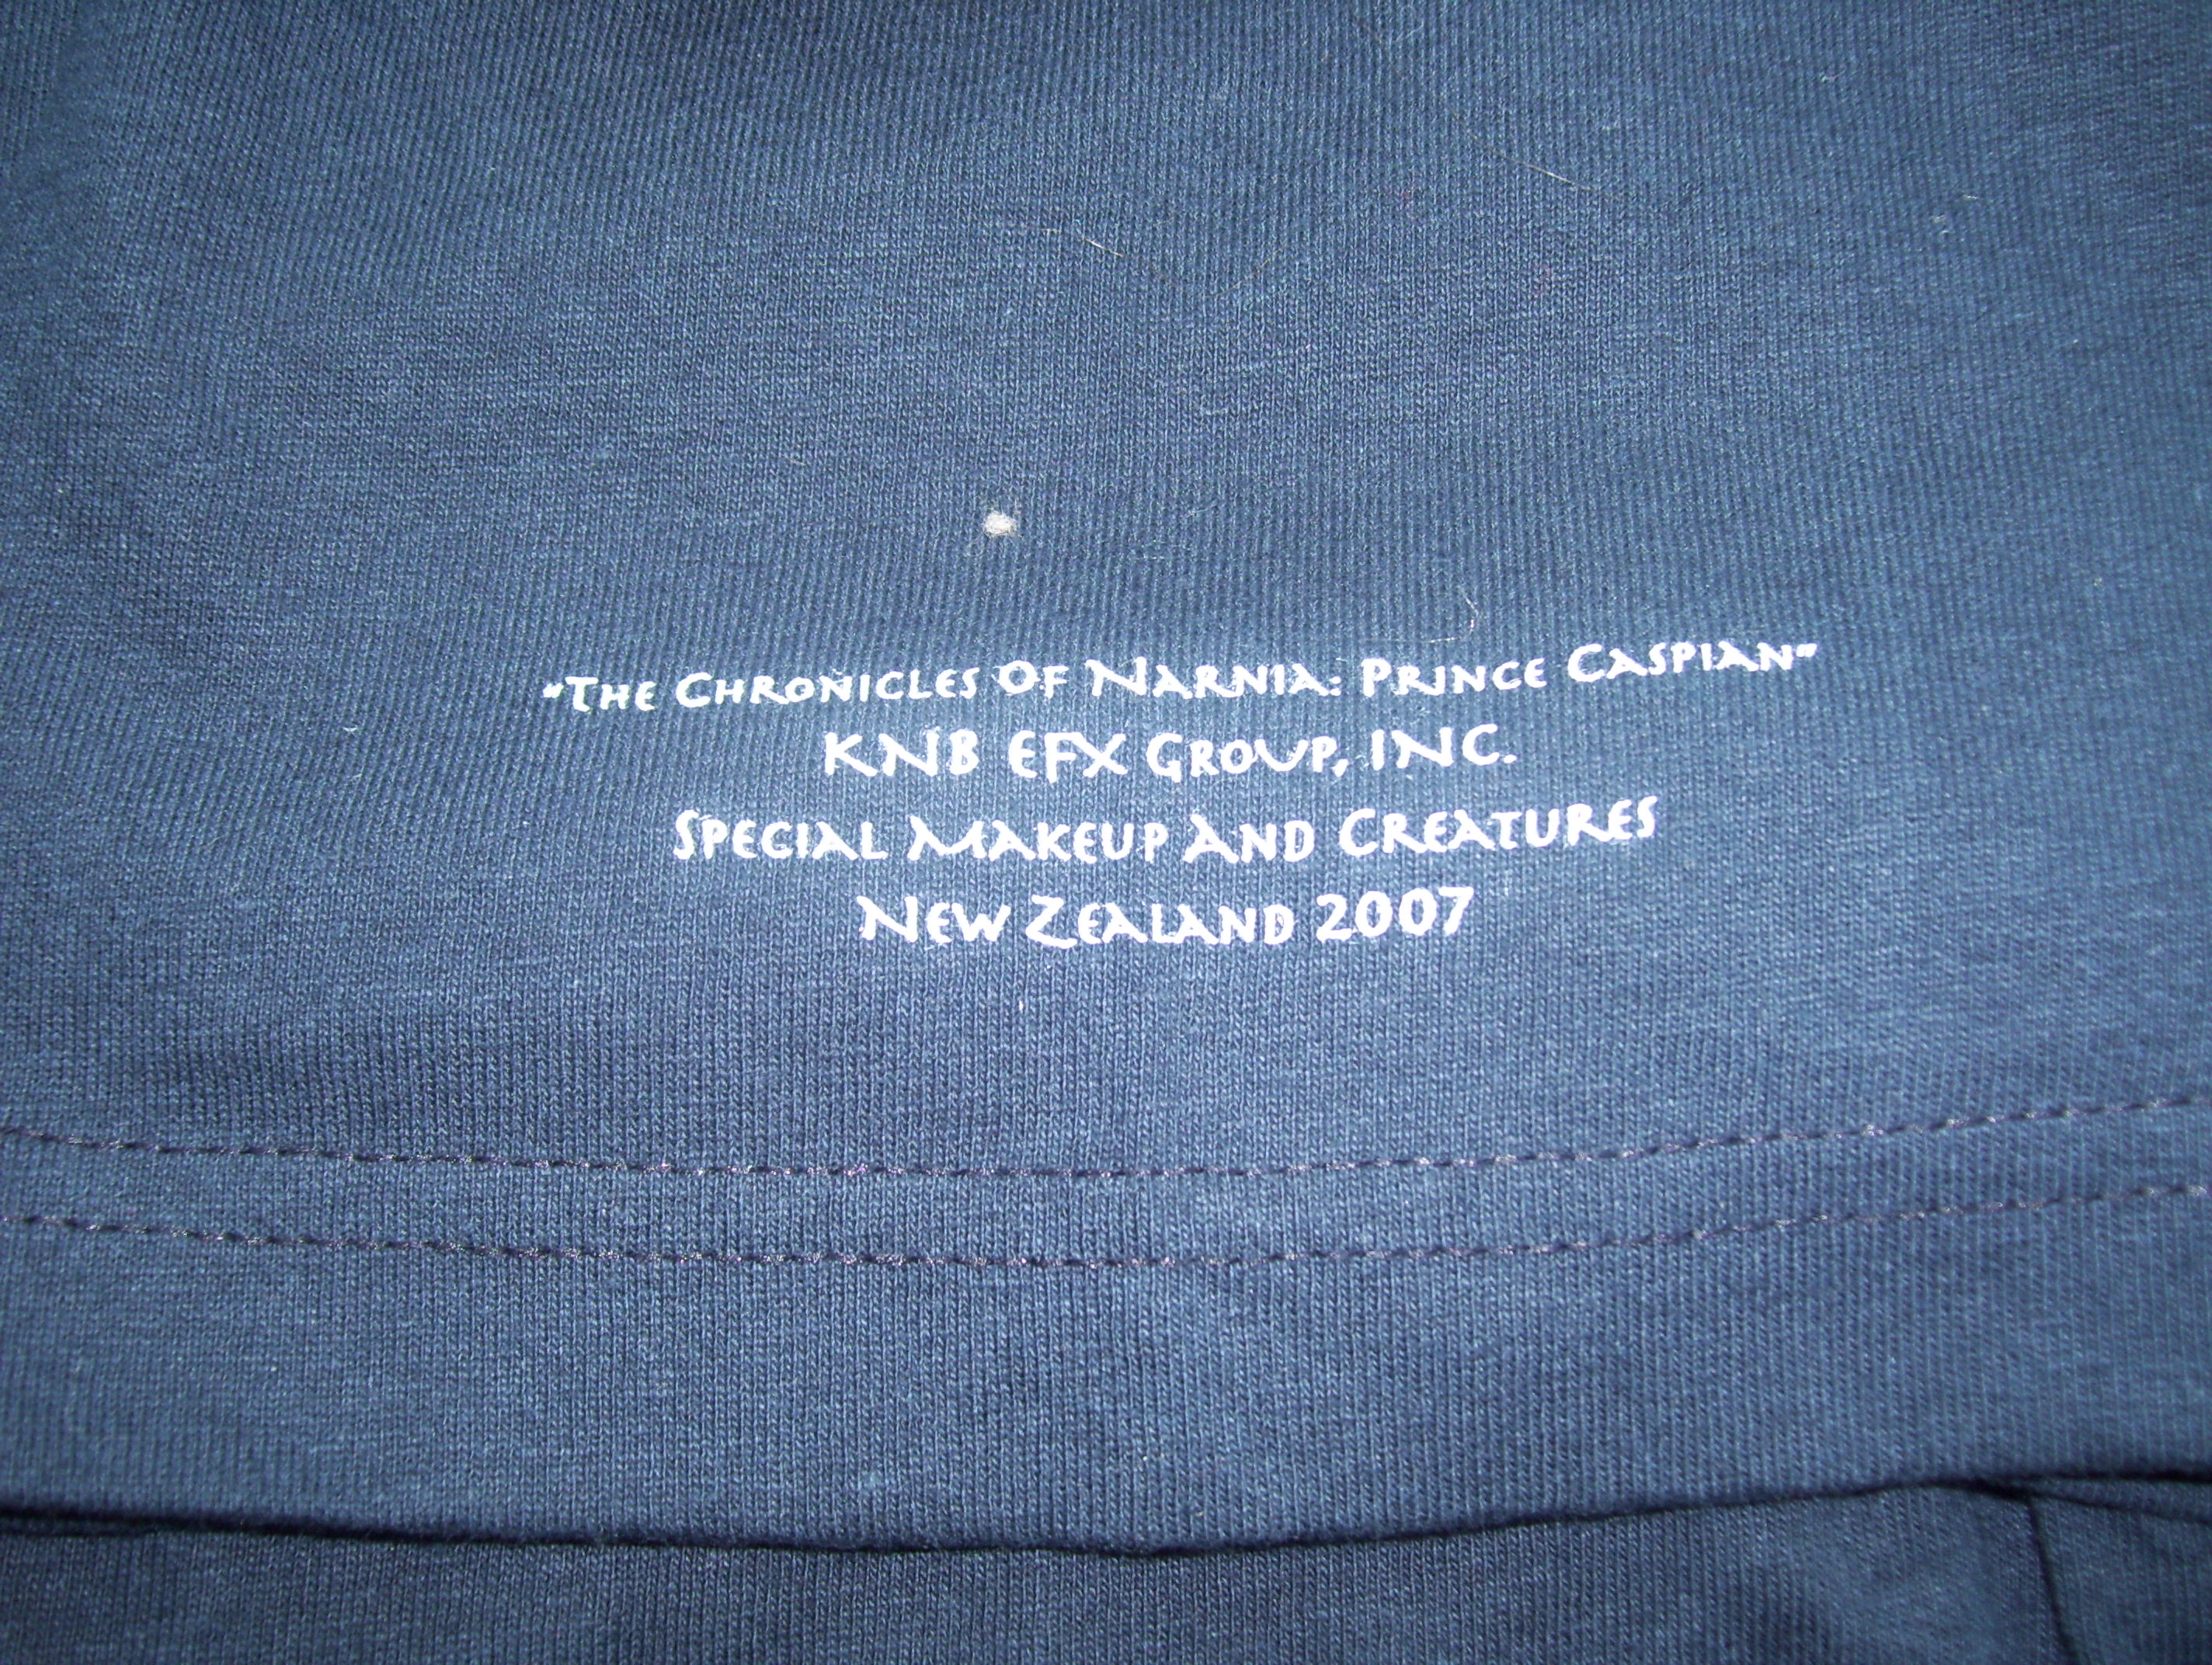 "The Chronicles Of Narnia: Prince Caspian"
KNB EFX Group, INC.
Special Makeup And Creatures
New Zealand 2007